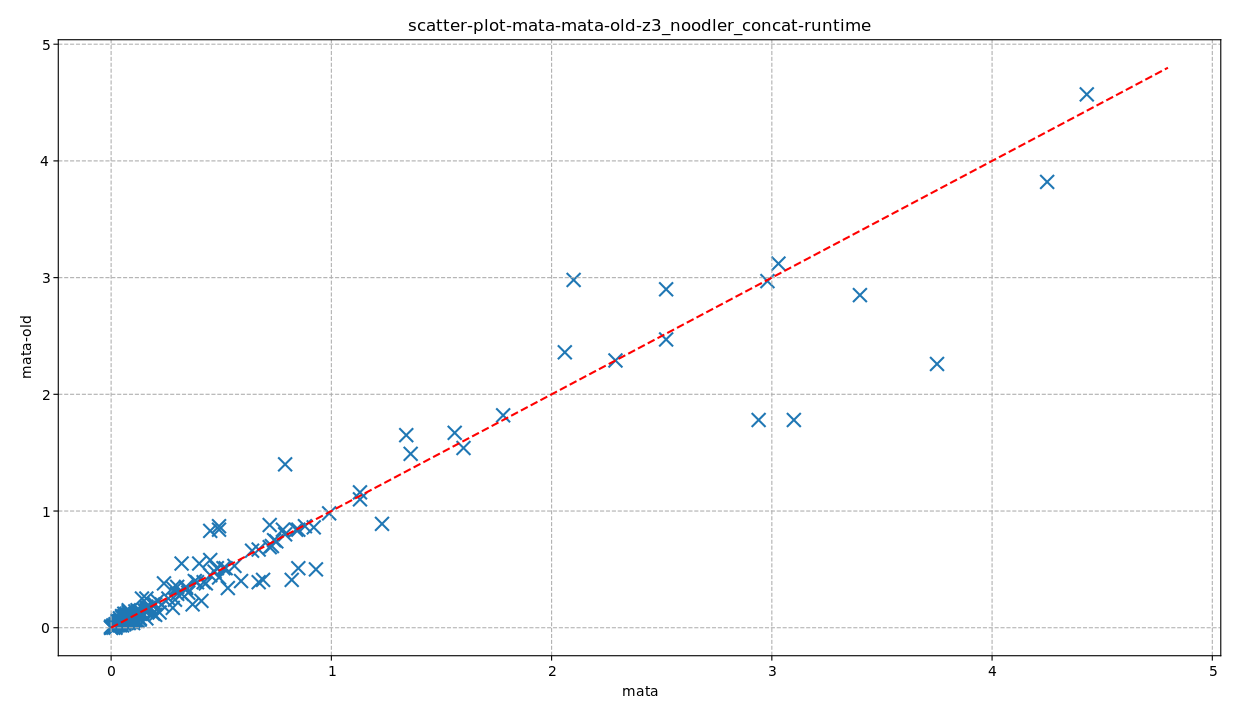 scatter-plot-mata-mata-old-z3_noodler_concat-runtime
5
4
3
2
1
0
mata-old
0 1 2 3 4 5
mata